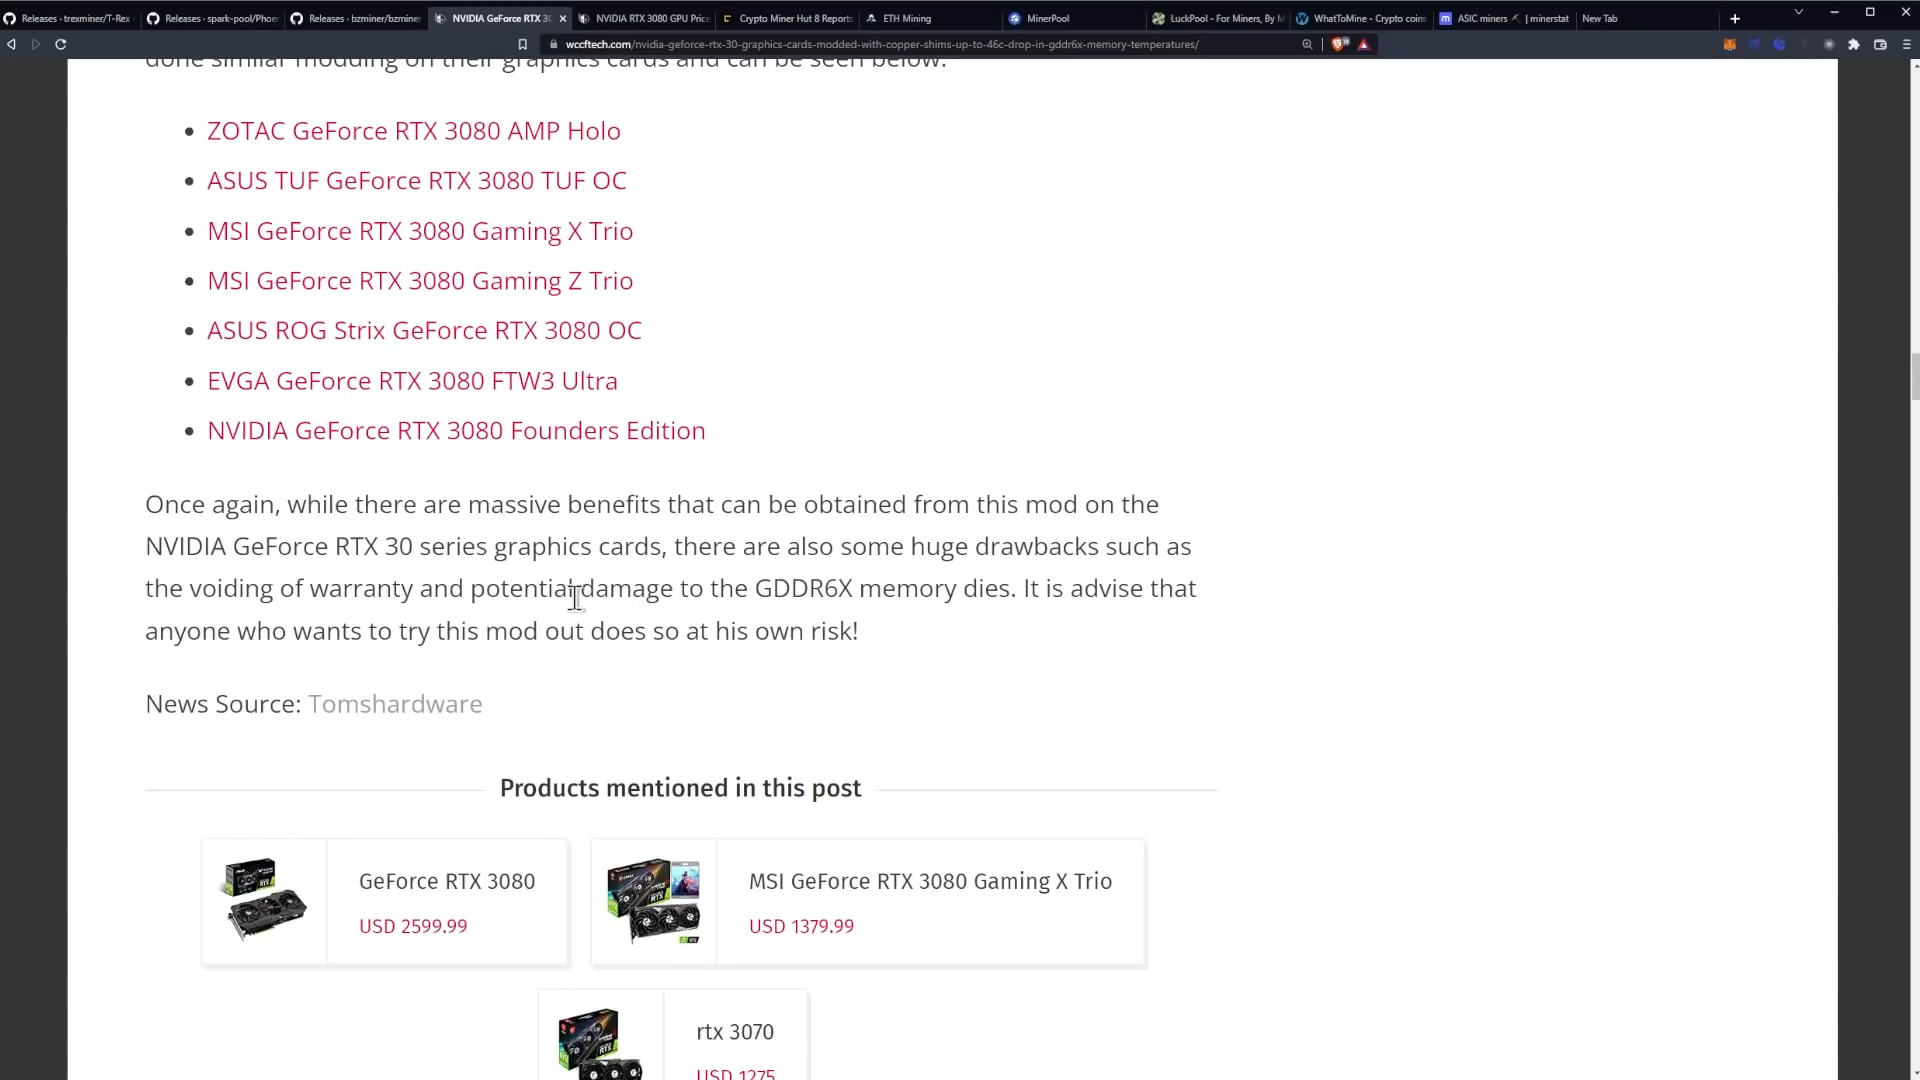 Releases · trexminer/T-Rex
Releases · spark-pool/Phoen
Releases · bzminer/bzminer
NVIDIA GeForce RTX 30
NVIDIA RTX 3080 GPU Price
Crypto Miner Hut 8 Reports
ETH Mining
MinerPool
LuckPool - For Miners, By M
WhatToMine - Crypto coins
ASIC miners ⛏ | minerstat
New Tab
wccftech.com/nvidia-geforce-rtx-30-graphics-cards-modded-with-copper-shims-up-to-46c-drop-in-gddr6x-memory-temperatures/
done similar modding on their graphics cards and can be seen below:
• ZOTAC GeForce RTX 3080 AMP Holo
• ASUS TUF GeForce RTX 3080 TUF OC
• MSI GeForce RTX 3080 Gaming X Trio
• MSI GeForce RTX 3080 Gaming Z Trio
• ASUS ROG Strix GeForce RTX 3080 OC
• EVGA GeForce RTX 3080 FTW3 Ultra
• NVIDIA GeForce RTX 3080 Founders Edition
Once again, while there are massive benefits that can be obtained from this mod on the
NVIDIA GeForce RTX 30 series graphics cards, there are also some huge drawbacks such as
the voiding of warranty and potential damage to the GDDR6X memory dies. It is advise that
anyone who wants to try this mod out does so at his own risk!
News Source: Tomshardware
Products mentioned in this post
GeForce RTX 3080
USD 2599.99
MSI GeForce RTX 3080 Gaming X Trio
USD 1379.99
rtx 3070
USD 1275